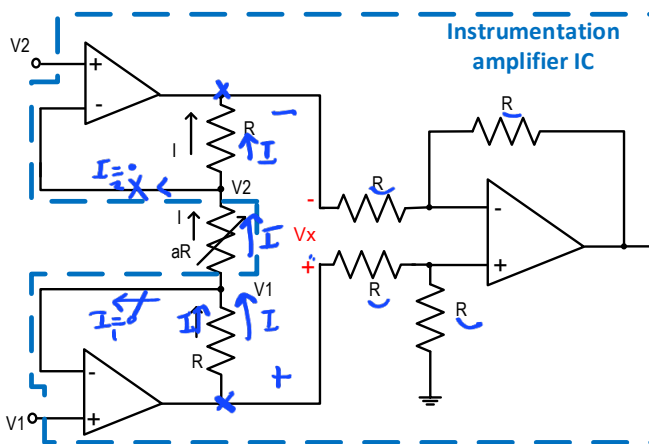 Instrumentation
amplifier IC
V2
+
-
R
I
R
I
-
I=0
V2
I
aR
I
R
-
Vx
+
-
+
R
R
V1
I=0
I
I
R
+
-
+
V1